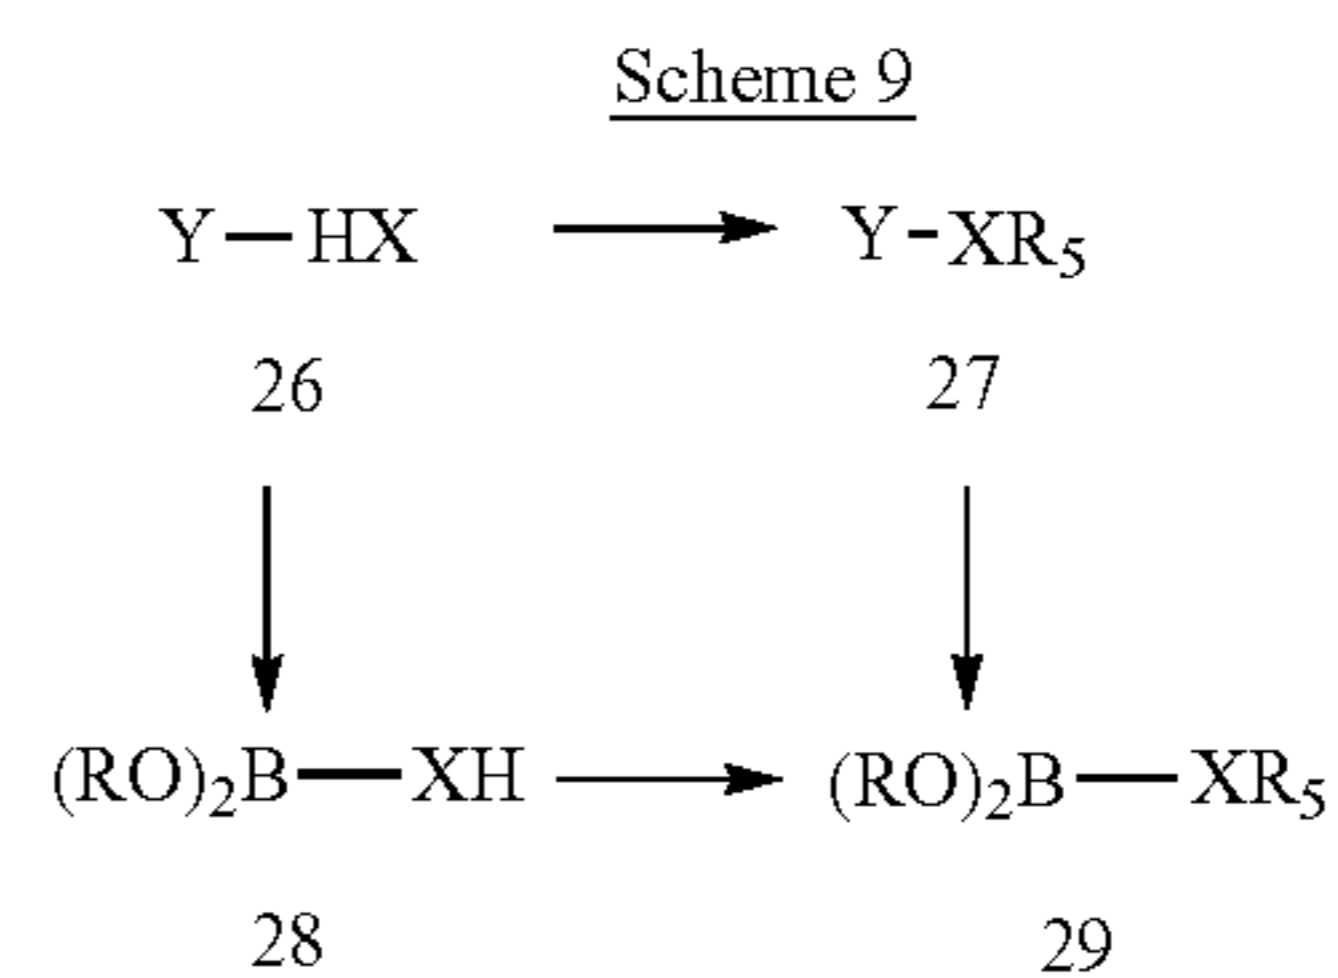 Scheme 9
Y—HX Y-XR₅
26 27
(RO)₂B—XH (RO)₂B—XR₅
28 29